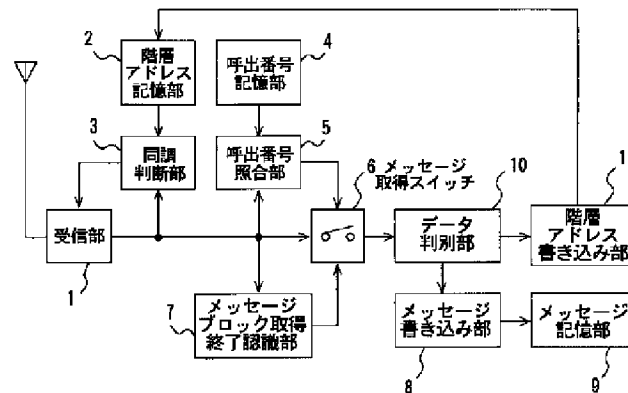 2
階層
アドレス
記憶部
4
呼出番号
記憶部
3
同調
判断部
5
呼出番号
照合部
6 メッセージ
取得スイッチ
10
データ
判別部
1
階層
アドレス
書き込み部
受信部
1
7
メッセージ
ブロック取得
終了認識部
メッセージ
書き込み部
8
メッセージ
記憶部
9